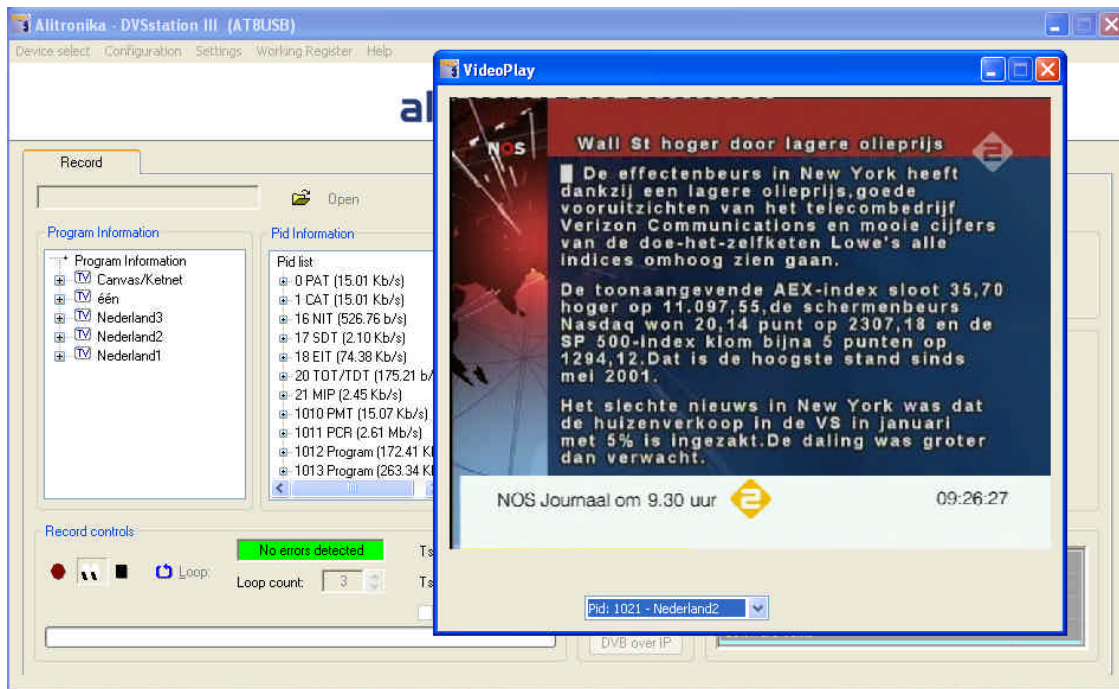 Alitronika - DVSstation III (AT8USB)
Device select Configuration Settings Working Register Help
al
Record
Open
Program Information
Program Information
Canvas/Ketnet
één
Nederland3
Nederland2
Nederland1
Pid Information
Pid list
0 PAT (15.01 Kb/s)
1 CAT (15.01 Kb/s)
16 NIT (526.76 b/s)
17 SDT (2.10 Kb/s)
18 EIT (74.38 Kb/s)
20 TOT/TDT (175.21 b/
21 MIP (2.45 Kb/s)
1010 PMT (15.07 Kb/s)
1011 PCR (2.61 Mb/s)
1012 Program (172.41 K
1013 Program (263.34 K
Record controls
No errors detected
Loop:
Loop count: 3
Ts
Ts
DVB over IP
VideoPlay
NOS
2
Wall St hoger door lagere olieprijs
De effectenbeurs in New York heeft
dankzij een lagere olieprijs,goede
vooruitzichten van het telecombedrijf
Verizon Communications en mooie cijfers
van de doe-het-zelfketen Lowe's alle
indices omhoog zien gaan.
De toonaangevende AEX-index sloot 35,70
hoger op 11.097,55,de schermenbeurs
Nasdaq won 20,14 punt op 2307,18 en de
SP 500-index klom bijna 5 punten op
1294,12.Dat is de hoogste stand sinds
mei 2001.
Het slechte nieuws in New York was dat
de huizenverkoop in de VS in januari
met 5% is ingezakt.De daling was groter
dan verwacht.
NOS Journaal om 9.30 uur 2 09:26:27
Pid: 1021 - Nederland2